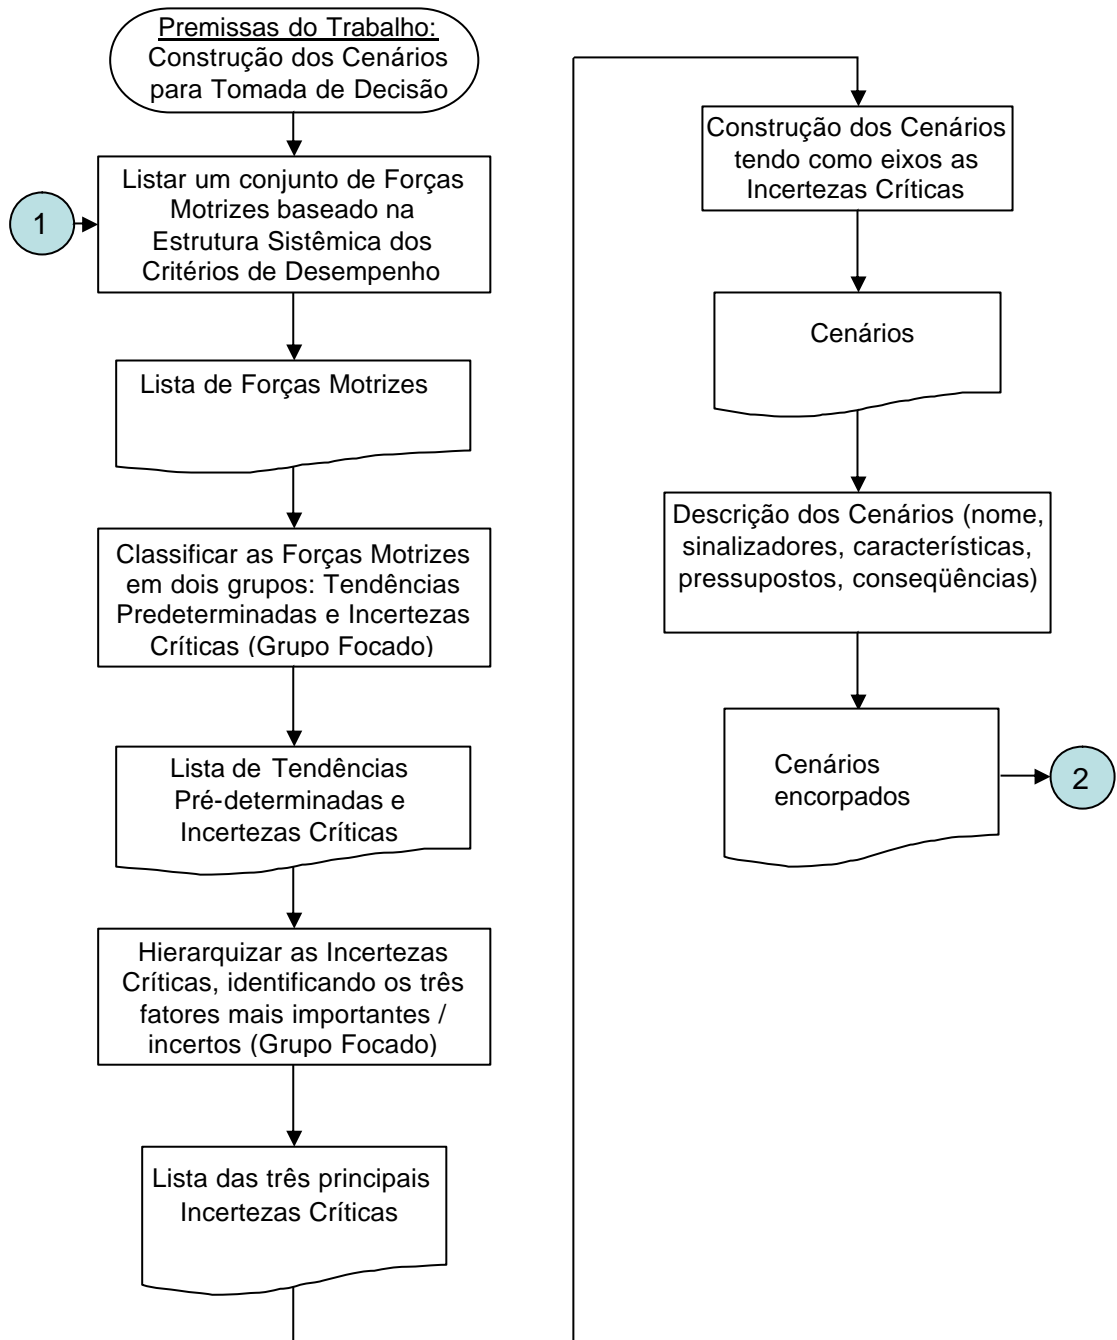 Premissas do Trabalho:
Construção dos Cenários
para Tomada de Decisão
1
Listar um conjunto de Forças
Motrizes baseado na
Estrutura Sistêmica dos
Critérios de Desempenho
Lista de Forças Motrizes
Classificar as Forças Motrizes
em dois grupos: Tendências
Predeterminadas e Incertezas
Críticas (Grupo Focado)
Lista de Tendências
Pré-determinadas e
Incertezas Críticas
Hierarquizar as Incertezas
Críticas, identificando os três
fatores mais importantes /
incertos (Grupo Focado)
Lista das três principais
Incertezas Críticas
Construção dos Cenários
tendo como eixos as
Incertezas Críticas
Cenários
Descrição dos Cenários (nome,
sinalizadores, característícas,
pressupostos, conseqüências)
Cenários
encorpados
2